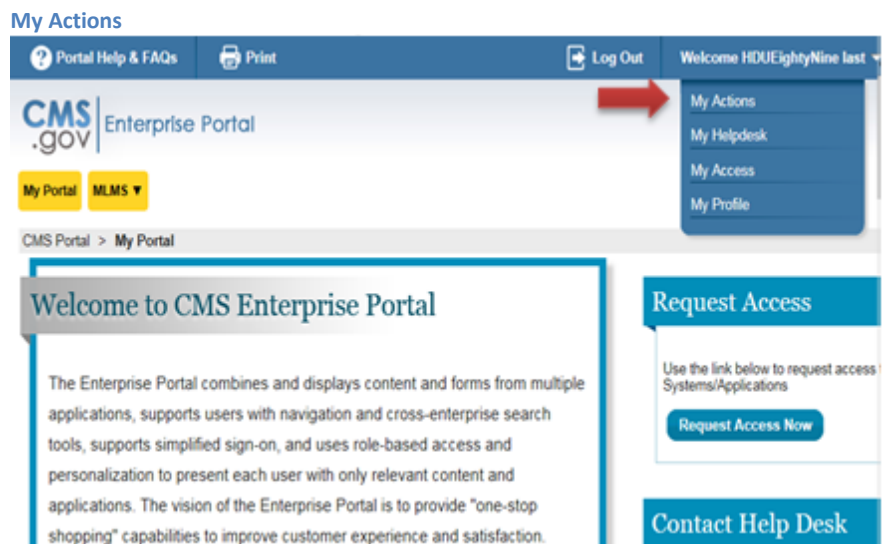 My Actions
Portal Help & FAQs
Print
Log Out
Welcome HDUEightyNine last
My Actions
My Helpdesk
My Access
My Profile
CMS
.gov
Enterprise Portal
My Portal
MLMS
CMS Portal > My Portal
Welcome to CMS Enterprise Portal
The Enterprise Portal combines and displays content and forms from multiple
applications, supports users with navigation and cross-enterprise search
tools, supports simplified sign-on, and uses role-based access and
personalization to present each user with only relevant content and
applications. The vision of the Enterprise Portal is to provide "one-stop
shopping" capabilities to improve customer experience and satisfaction.
Request Access
Use the link below to request access
Systems/Applications
Request Access Now
Contact Help Desk